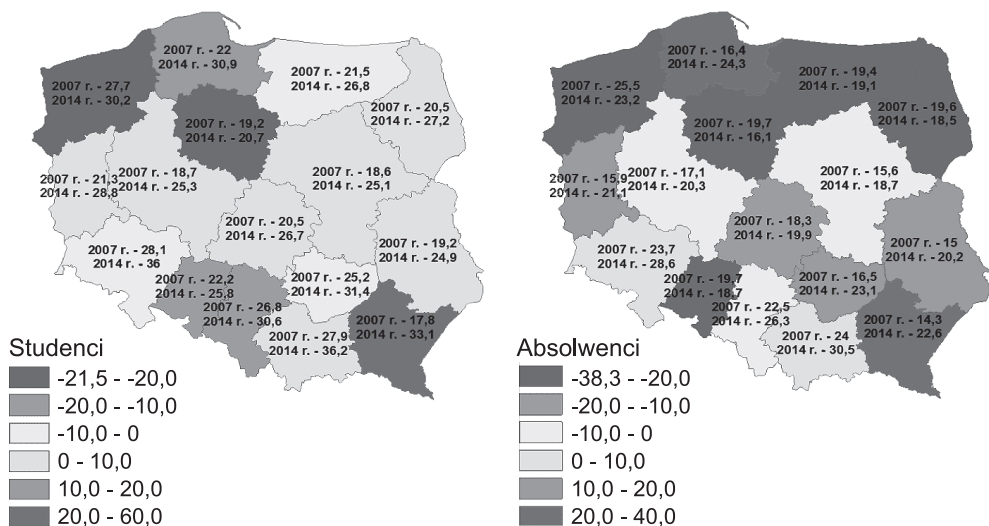 2007 r. - 22
2014 r. - 30,9
2007 r. - 27,7
2014 r. - 30,2
2007 r. - 21,5
2014 r. - 26,8
2007 r. - 20,5
2014 r. - 27,2
2007 r. - 19,2
2014 r. - 20,7
2007 r. - 21,3
2014 r. - 28,8
2007 r. - 18,7
2014 r. - 25,3
2007 r. - 18,6
2014 r. - 25,1
2007 r. - 20,5
2014 r. - 26,7
2007 r. - 19,2
2014 r. - 24,9
2007 r. - 28,1
2014 r. - 36
2007 r. - 22,2
2014 r. - 25,8
2007 r. - 26,8
2014 r. - 30,6
2007 r. - 25,2
2014 r. - 31,4
2007 r. - 27,9
2014 r. - 36,2
2007 r. - 17,8
2014 r. - 33,1
Studenci
-21,5 - -20,0
-20,0 - -10,0
-10,0 - 0
0 - 10,0
10,0 - 20,0
20,0 - 60,0
2007 r. - 16,4
2014 r. - 24,3
2007 r. - 25,5
2014 r. - 23,2
2007 r. - 19,4
2014 r. - 19,1
2007 r. - 19,6
2014 r. - 18,5
2007 r. - 19,7
2014 r. - 16,1
2007 r. - 15,9
2014 r. - 21,1
2007 r. - 17,1
2014 r. - 20,3
2007 r. - 15,6
2014 r. - 18,7
2007 r. - 18,3
2014 r. - 19,9
2007 r. - 15
2014 r. - 20,2
2007 r. - 23,7
2014 r. - 28,6
2007 r. - 19,7
2014 r. - 18,7
2007 r. - 22,5
2014 r. - 26,3
2007 r. - 16,5
2014 r. - 23,1
2007 r. - 24
2014 r. - 30,5
2007 r. - 14,3
2014 r. - 22,6
Absolwenci
-38,3 - -20,0
-20,0 - -10,0
-10,0 - 0
0 - 10,0
10,0 - 20,0
20,0 - 40,0